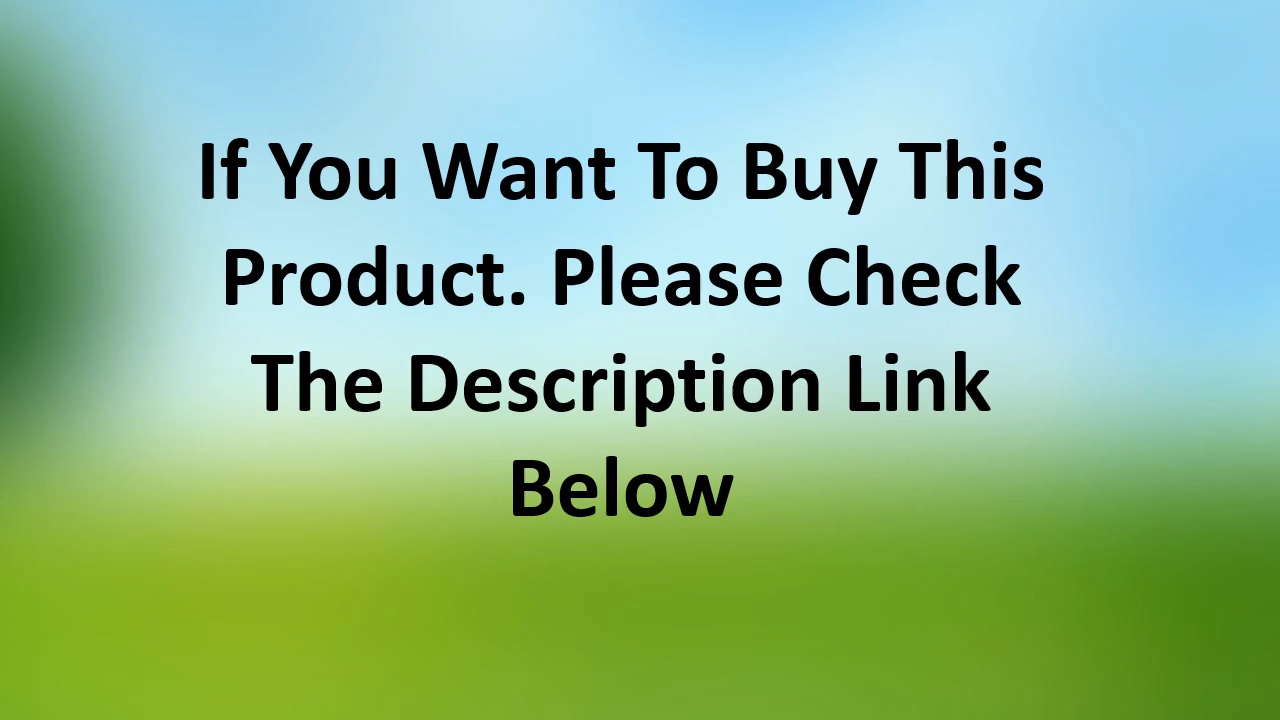 If You Want To Buy This
Product. Please Check
The Description Link
Below